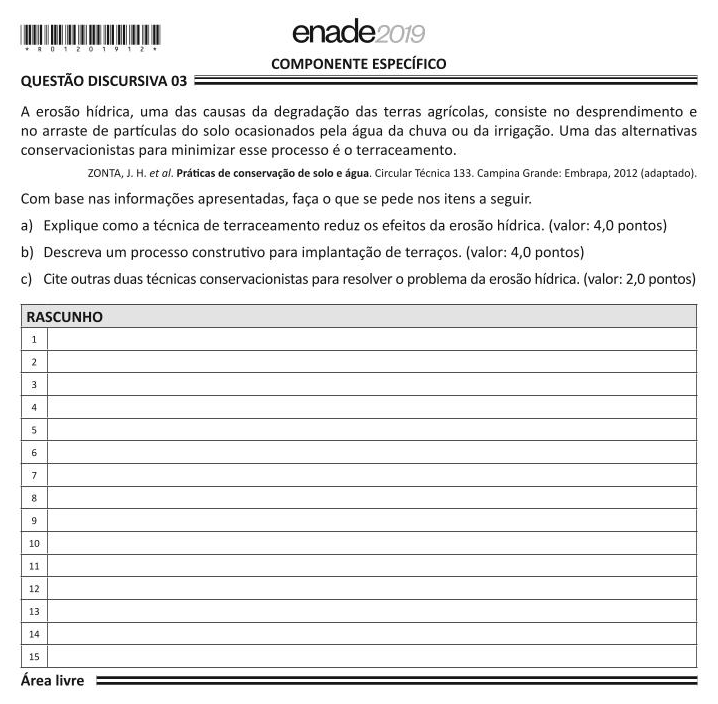 * R 0 1 2 0 1 9 1 2 *
enade2019
COMPONENTE ESPECÍFICO
QUESTÃO DISCURSIVA 03
A erosão hídrica, uma das causas da degradação das terras agrícolas, consiste no desprendimento e
no arraste de partículas do solo ocasionados pela água da chuva ou da irrigação. Uma das alternativas
conservacionistas para minimizar esse processo é o terraceamento.
ZONTA, J. H. et al. Práticas de conservação de solo e água. Circular Técnica 133. Campina Grande: Embrapa, 2012 (adaptado).
Com base nas informações apresentadas, faça o que se pede nos itens a seguir.
a) Explique como a técnica de terraceamento reduz os efeitos da erosão hídrica. (valor: 4,0 pontos)
b) Descreva um processo construtivo para implantação de terraços. (valor: 4,0 pontos)
c) Cite outras duas técnicas conservacionistas para resolver o problema da erosão hídrica. (valor: 2,0 pontos)
RASCUNHO
1
2
3
4
5
6
7
8
9
10
11
12
13
14
15
Área livre